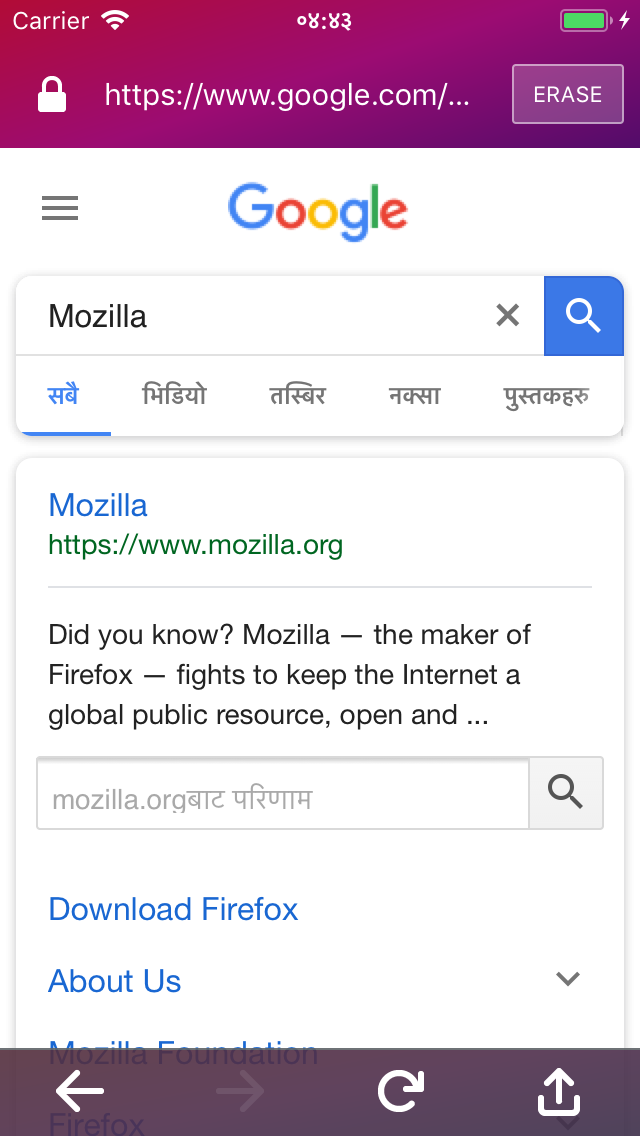 Carrier ०४:४३
https://www.google.com/... ERASE
Google
Mozilla
सबै भिडियो तस्बिर नक्सा पुस्तकहरु
Mozilla
https://www.mozilla.org
Did you know? Mozilla — the maker of
Firefox — fights to keep the Internet a
global public resource, open and ...
mozilla.orgबाट परिणाम
Download Firefox
About Us
Mozilla Foundation
Firefox